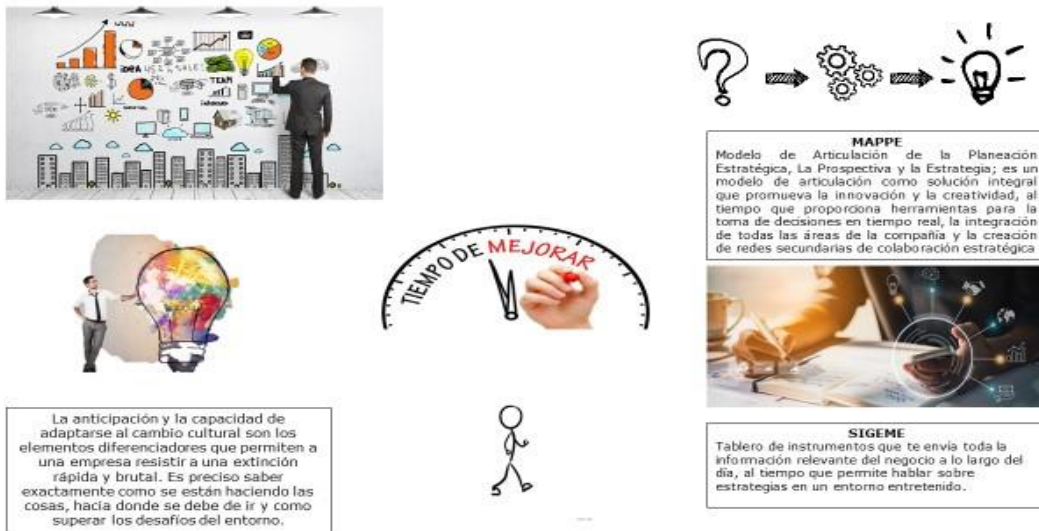 IDEA
TEAM
TIEMPO DE MEJORAR
La anticipación y la capacidad de
adaptarse al cambio cultural son los
elementos diferenciadores que permiten a
una empresa resistir a una extinción
rápida y brutal. Es preciso saber
exactamente como se están haciendo las
cosas, hacia donde se debe de ir y como
superar los desafíos del entorno.
MAPPE
Modelo de Articulación de la Planeación
Estratégica, La Prospectiva y la Estrategia; es un
modelo de articulación como solución integral
que promueva la innovación y la creatividad, al
tiempo que proporciona herramientas para la
toma de decisiones en tiempo real, la integración
de todas las áreas de la compañía y la creación
de redes secundarias de colaboración estratégica
SIGEME
Tablero de instrumentos que te envía toda la
información relevante del negocio a lo largo del
día, al tiempo que permite hablar sobre
estrategias en un entorno entretenido.